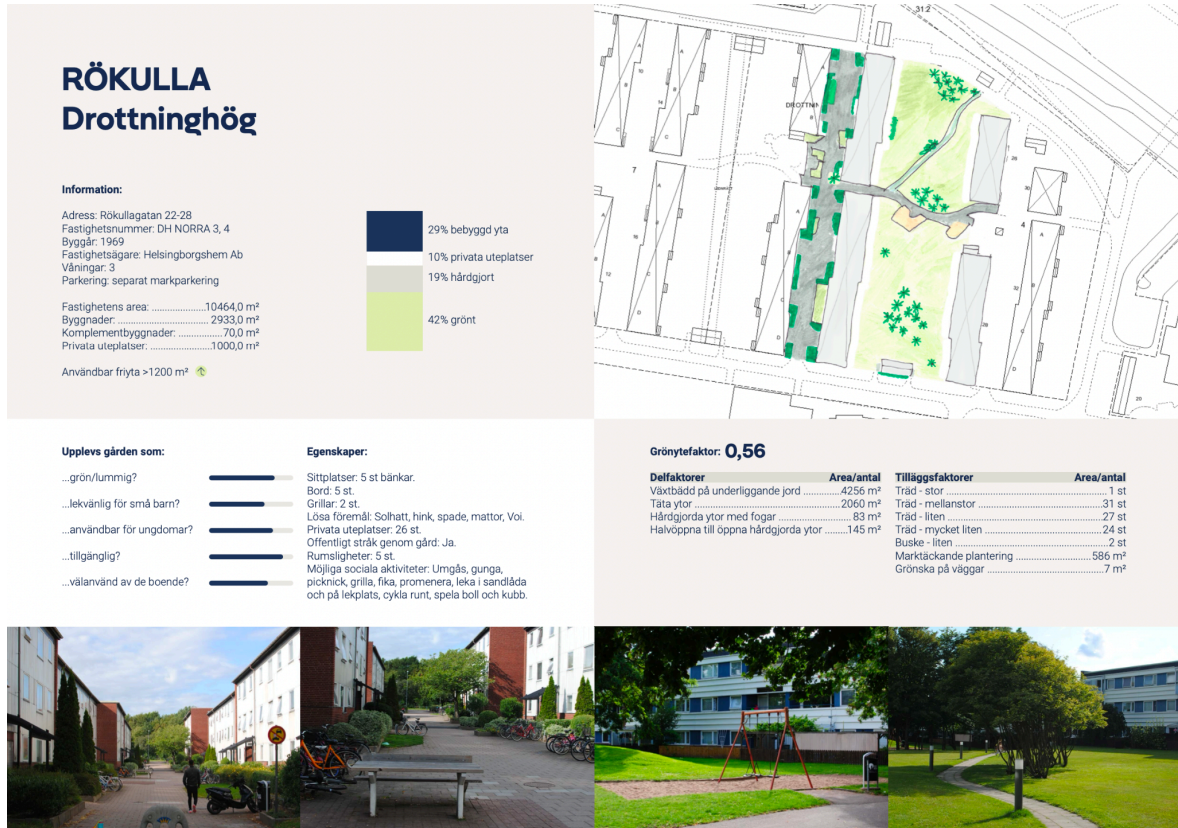 RÖKULLA
Drottninghög
Information:
Adress: Rökullagatan 22-28
Fastighetsnummer: DH NORRA 3, 4
Byggår: 1969
Fastighetsägare: Helsingborgshem Ab
Våningar: 3
Parkering: separat markparkering
Fastighetens area: .....................10464,0 m²
Byggnader: ............................... 2933,0 m²
Komplementbyggnader: ...............70,0 m²
Privata uteplatser: .....................1000,0 m²
Användbar friyta >1200 m²
29% bebyggd yta
10% privata uteplatser
19% hårdgjort
42% grönt
31:2
DROTTN
7
4
Upplevs gården som:
...grön/lummig?
...lekvänlig för små barn?
...användbar för ungdomar?
...tillgänglig?
...välanvänd av de boende?
Egenskaper:
Sittplatser: 5 st bänkar.
Bord: 5 st.
Grillar: 2 st.
Lösa föremål: Solhatt, hink, spade, mattor, Voi.
Privata uteplatser: 26 st.
Offentligt stråk genom gård: Ja.
Rumsligheter: 5 st.
Möjliga sociala aktiviteter: Umgås, gunga,
picknick, grilla, fika, promenera, leka i sandlåda
och på lekplats, cykla runt, spela boll och kubb.
Grönytefaktor: 0,56
Delfaktorer Area/antal
Växtbädd på underliggande jord ............4256 m²
Täta ytor ..........................................2060 m²
Hårdgjorda ytor med fogar ...................... 83 m²
Halvöppna till öppna hårdgjorda ytor ......145 m²
Tilläggsfaktorer Area/antal
Träd - stor ............................................1 st
Träd - mellanstor ..................................31 st
Träd - liten ..........................................27 st
Träd - mycket liten ................................24 st
Buske - liten ..........................................2 st
Marktäckande plantering .......................586 m²
Grönska på väggar .................................7 m²